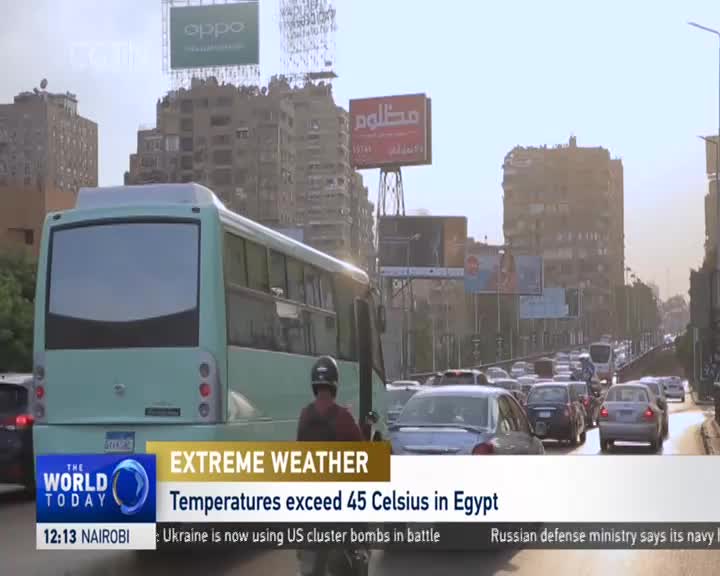 oppo
CGTN
مظلوم
EXTREME WEATHER
THE WORLD TODAY
Temperatures exceed 45 Celsius in Egypt
12:13 NAIROBI
: Ukraine is now using US cluster bombs in battle
Russian defense ministry says its navy h